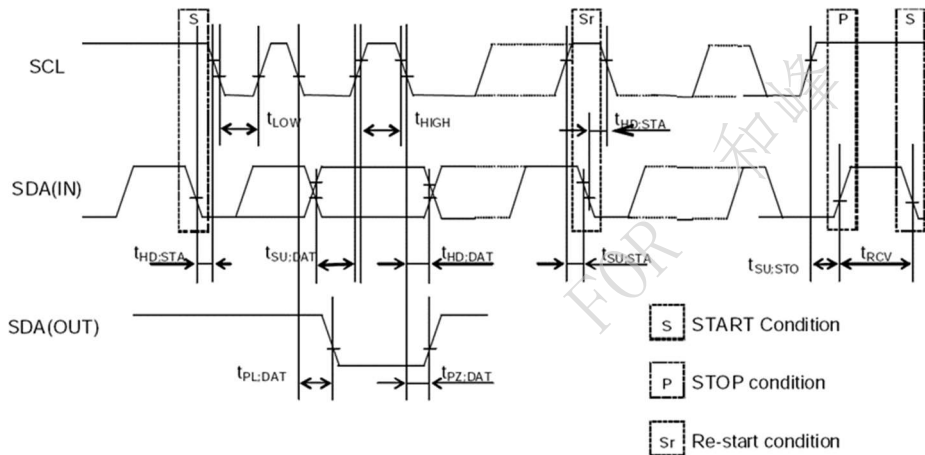 S Sr P S
SCL
tLOW tHIGH tHD:STA
SDA(IN)
tHD:STA tSU:DAT tHD:DAT tSU:STA tSU:STO tRCV
SDA(OUT)
tPL:DAT tPZ:DAT
S START Condition
P STOP condition
Sr Re-start condition
FOR 和峰